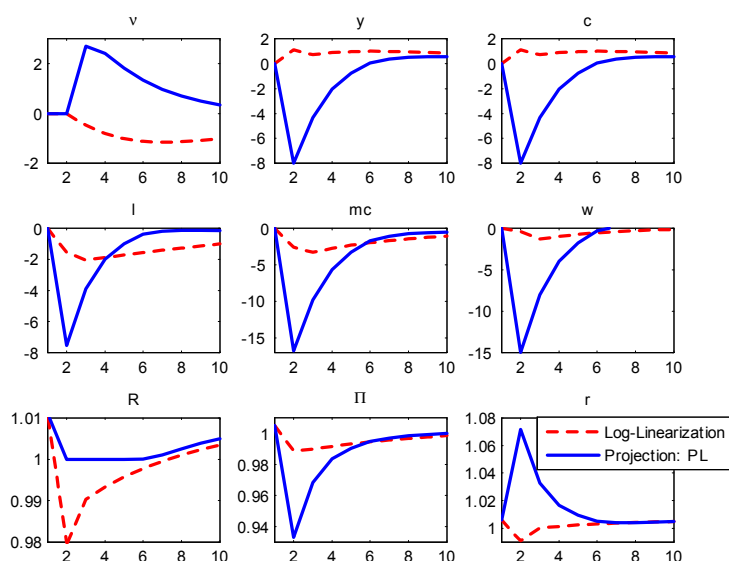 ν y c
2 2 2
0 0 0
-2 -2 -2
-4 -4
-6 -6
-2 -8 -8
2 4 6 8 10 2 4 6 8 10 2 4 6 8 10
l mc w
0 0 0
-2 -5 -5
-4
-6 -10 -10
-15
-8 2 4 6 8 10 2 4 6 8 10 -15 2 4 6 8 10
R Π r
1.01 1.08
1 1 1.06
0.98 1.04
0.99 0.96 1.02
0.94 1
0.98
2 4 6 8 10 2 4 6 8 10 2 4 6 8 10
Log-Linearization
Projection: PL